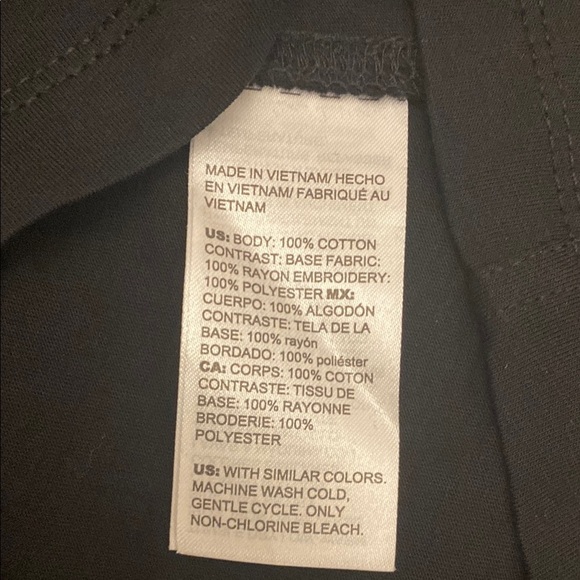 MADE IN VIETNAM/ HECHO
EN VIETNAM/ FABRIQUÉ AU
VIETNAM
US: BODY: 100% COTTON
CONTRAST: BASE FABRIC:
100% RAYON EMBROIDERY:
100% POLYESTER MX:
CUERPO: 100% ALGODÓN
CONTRASTE: TELA DE LA
BASE: 100% rayón
BORDADO: 100% poliéster
CA: CORPS: 100% COTON
CONTRASTE: TISSU DE
BASE: 100% RAYONNE
BRODERIE: 100%
POLYESTER
US: WITH SIMILAR COLORS.
MACHINE WASH COLD,
GENTLE CYCLE. ONLY
NON-CHLORINE BLEACH.